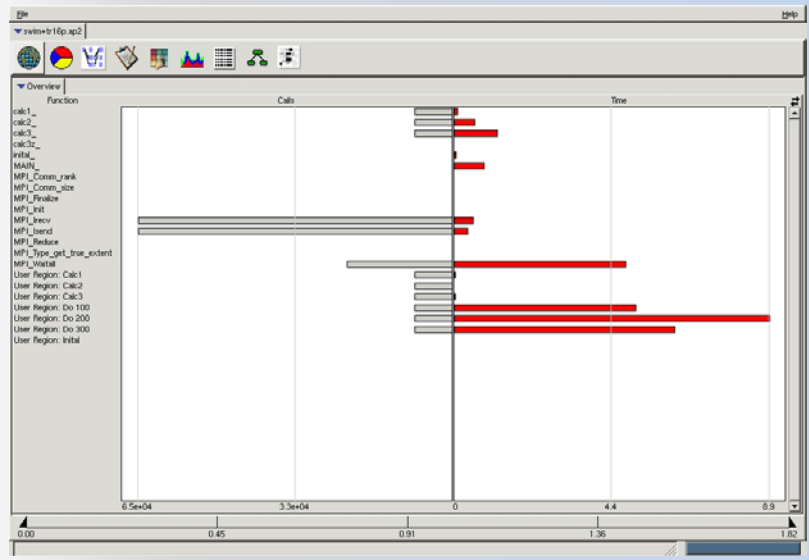 File Help
swim+tr16p.ap2
Overview
Function Calls Time
calc1_
calc2_
calc3_
calc3z_
inital_
MAIN_
MPI_Comm_rank
MPI_Comm_size
MPI_Finalize
MPI_Init
MPI_Irecv
MPI_Isend
MPI_Reduce
MPI_Type_get_true_extent
MPI_Waitall
User Region: Calc1
User Region: Calc2
User Region: Calc3
User Region: Do 100
User Region: Do 200
User Region: Do 300
User Region: Inital
6.5e+04 3.3e+04 0 4.4 8.9
0.00 0.45 0.91 1.36 1.82